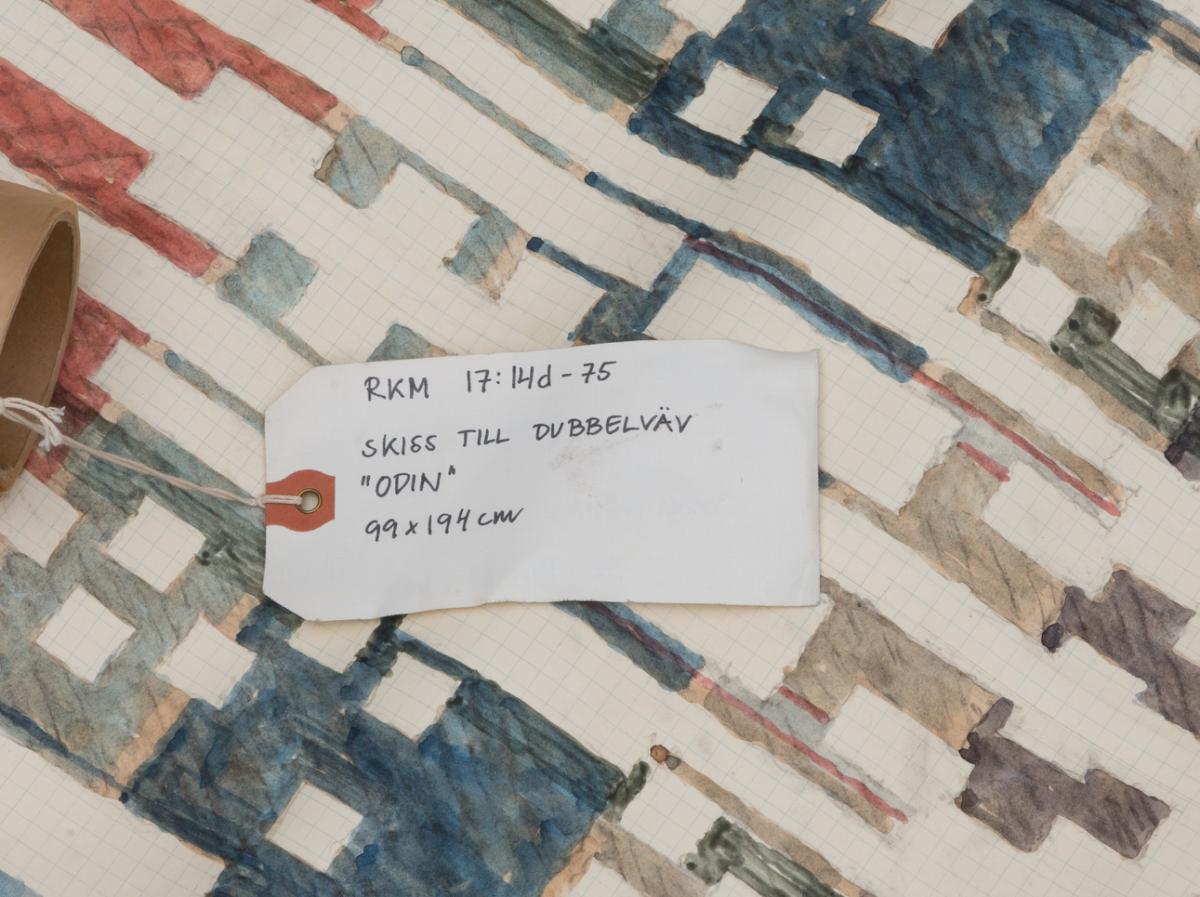 RKM 17:14d-75
SKISS TILL DUBBELVÄV
"ODIN"
99 x 194 cm